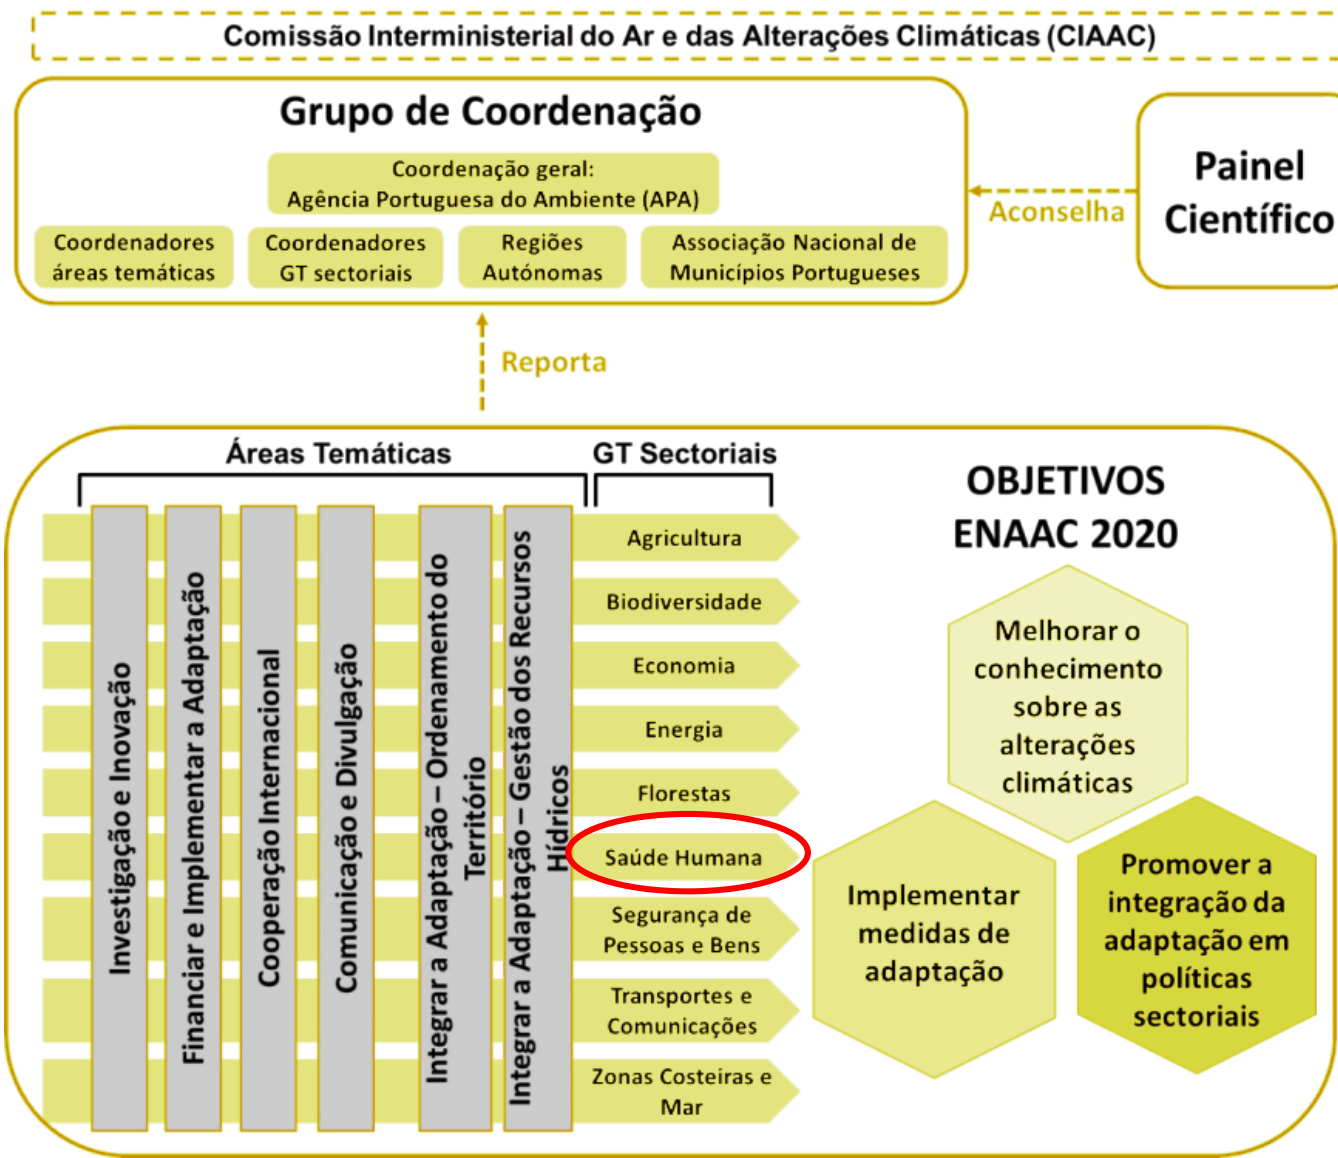 Comissão Interministerial do Ar e das Alterações Climáticas (CIAAC)
Grupo de Coordenação
Coordenação geral:
Agência Portuguesa do Ambiente (APA)
Coordenadores
áreas temáticas
Coordenadores
GT sectoriais
Regiões
Autónomas
Associação Nacional de
Municípios Portugueses
Painel
Científico
Aconselha
Reporta
Áreas Temáticas
GT Sectoriais
Investigação e Inovação
Financiar e Implementar a Adaptação
Cooperação Internacional
Comunicação e Divulgação
Integrar a Adaptação – Ordenamento do
Território
Integrar a Adaptação – Gestão dos Recursos
Hídricos
Agricultura
Biodiversidade
Economia
Energia
Florestas
Saúde Humana
Segurança de
Pessoas e Bens
Transportes e
Comunicações
Zonas Costeiras e
Mar
OBJETIVOS
ENAAC 2020
Melhorar o
conhecimento
sobre as
alterações
climáticas
Implementar
medidas de
adaptação
Promover a
integração da
adaptação em
políticas
sectoriais